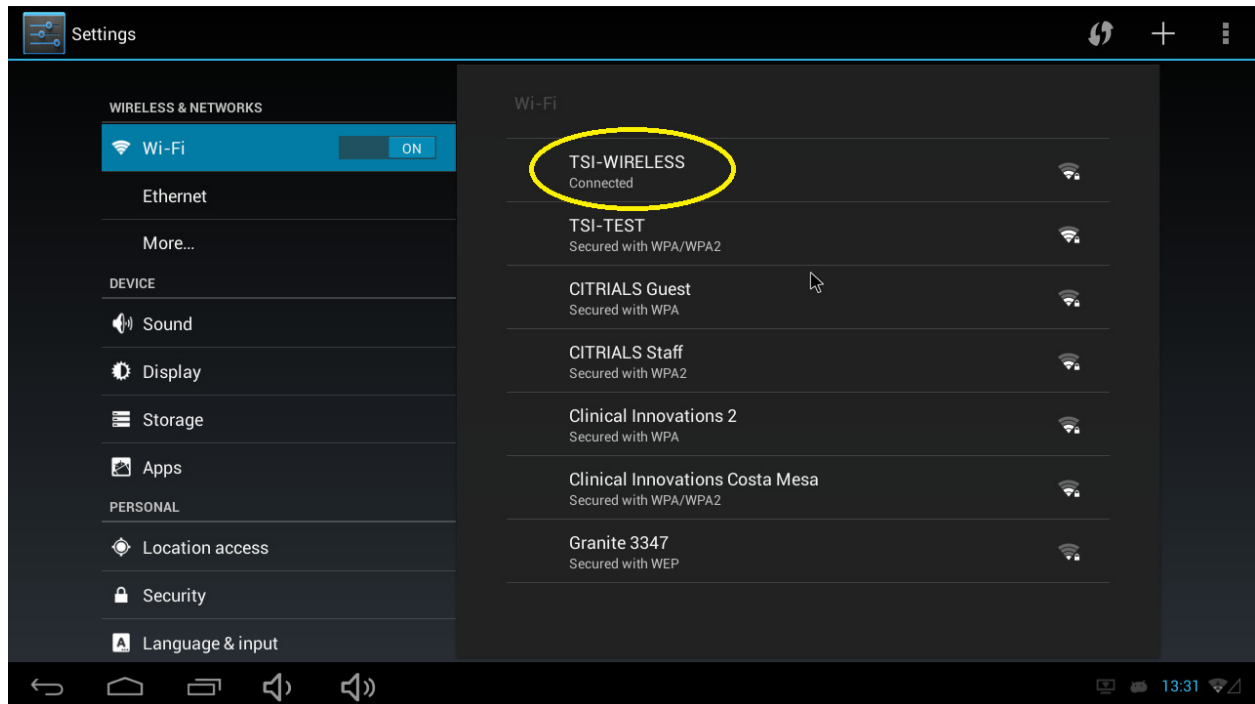 Settings
WIRELESS & NETWORKS
Wi-Fi
ON
Ethernet
More...
DEVICE
Sound
Display
Storage
Apps
PERSONAL
Location access
Security
Language & input
Wi-Fi
TSI-WIRELESS
Connected
TSI-TEST
Secured with WPA/WPA2
CITRIALS Guest
Secured with WPA
CITRIALS Staff
Secured with WPA2
Clinical Innovations 2
Secured with WPA
Clinical Innovations Costa Mesa
Secured with WPA/WPA2
Granite 3347
Secured with WEP
13:31